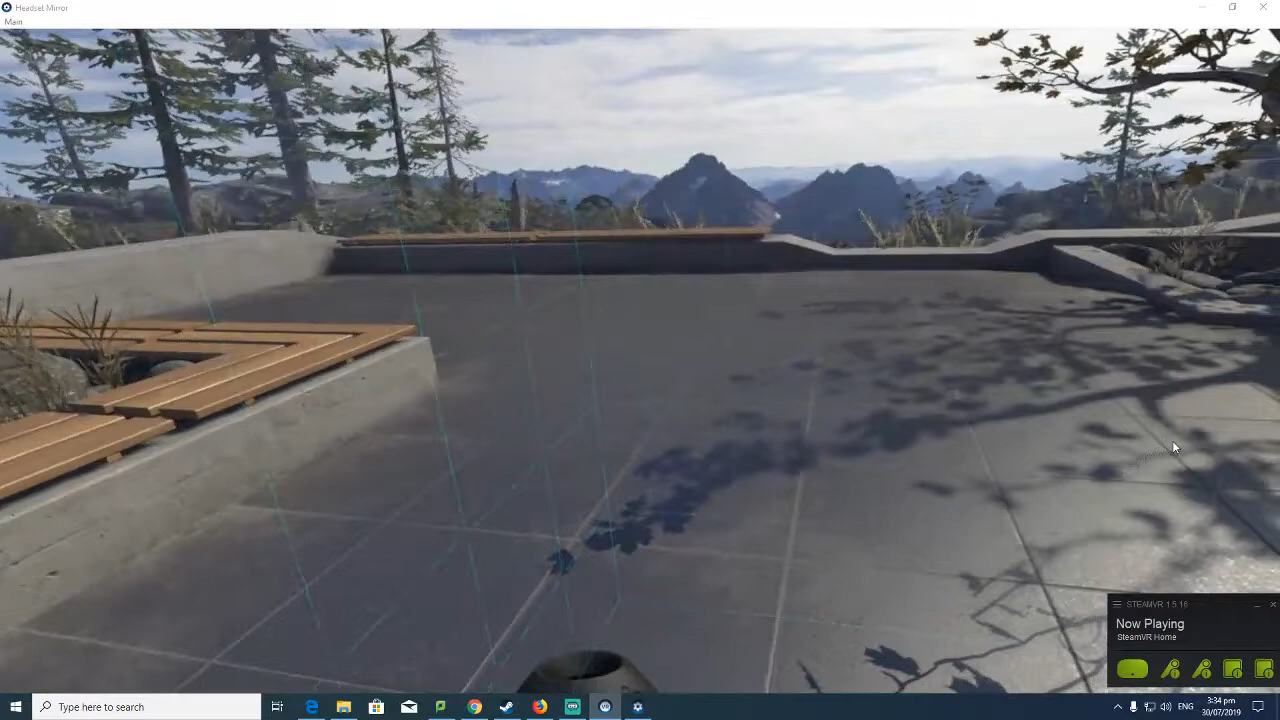 Headset Mirror
Main
STEAMVR 1.5.16
Now Playing
SteamVR Home
Type here to search
ENG
3:34 pm
30/07/2019